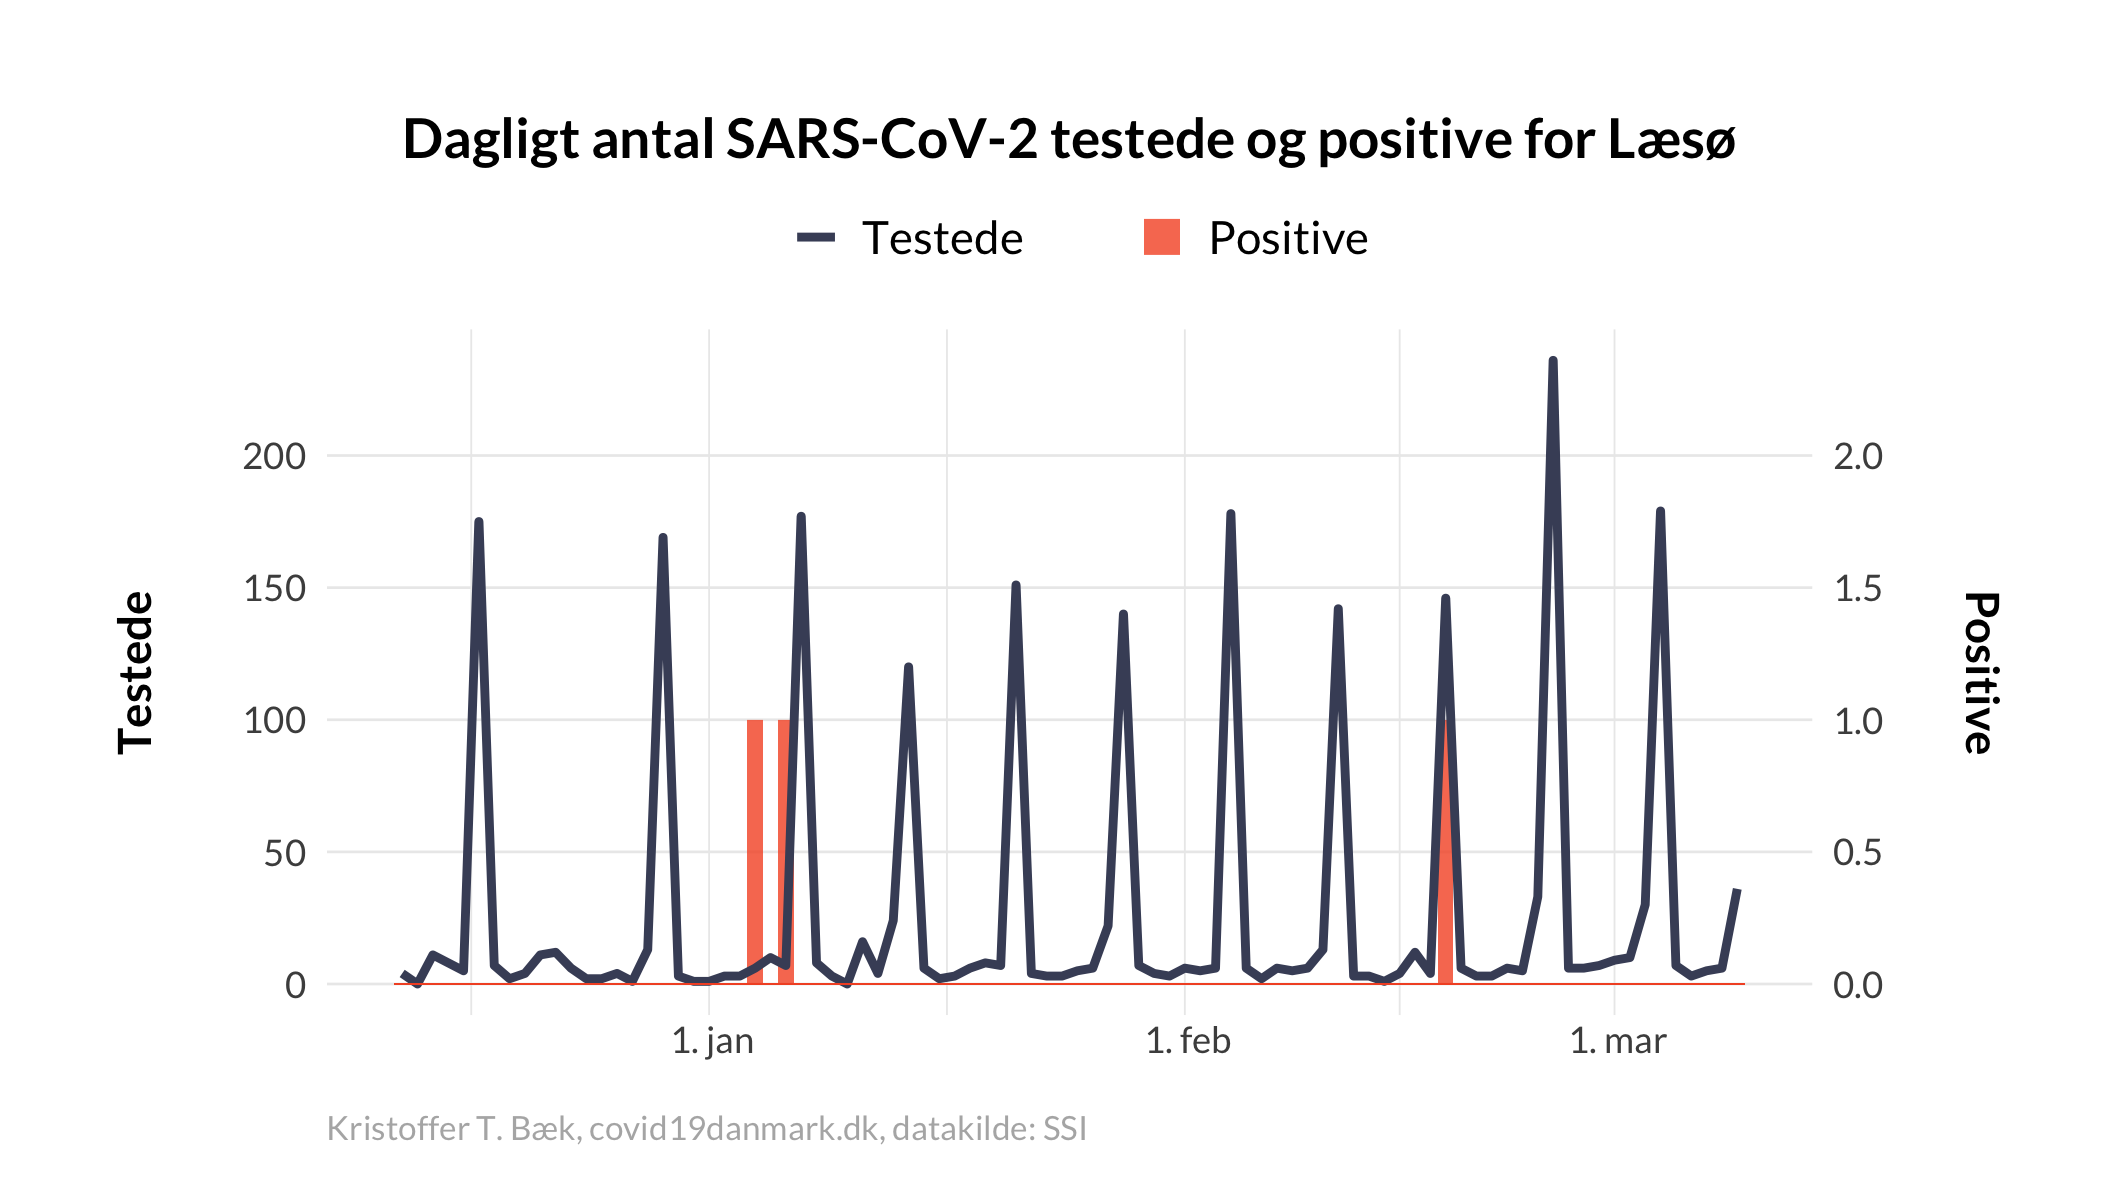 Dagligt antal SARS-CoV-2 testede og positive for Læsø
Testede
Positive
Testede
200
150
100
50
0
2.0
1.5
1.0
0.5
0.0
Positive
1. jan
1. feb
1. mar
Kristoffer T. Bæk, covid19danmark.dk, datakilde: SSI